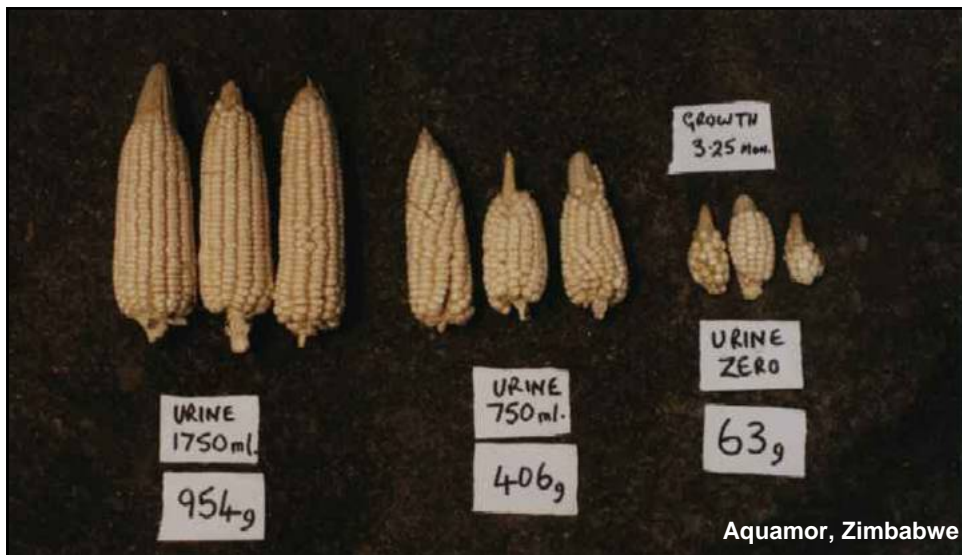 URINE
1750ml.
954g
URINE
750ml.
406g
GROWTH
3.25 Mon.
URINE
ZERO
63g
Aquamor, Zimbabwe